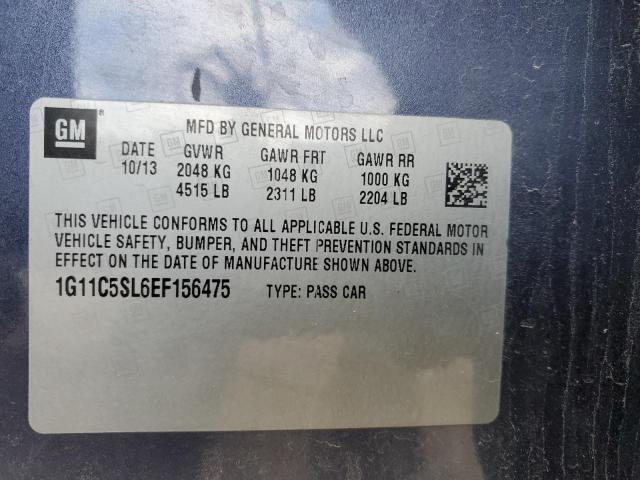 GM ®
MFD BY GENERAL MOTORS LLC
DATE GVWR GAWR FRT GAWR RR
10/13 2048 KG 1048 KG 1000 KG
4515 LB 2311 LB 2204 LB
THIS VEHICLE CONFORMS TO ALL APPLICABLE U.S. FEDERAL MOTOR
VEHICLE SAFETY, BUMPER, AND THEFT PREVENTION STANDARDS IN
EFFECT ON THE DATE OF MANUFACTURE SHOWN ABOVE.
1G11C5SL6EF156475 TYPE: PASS CAR